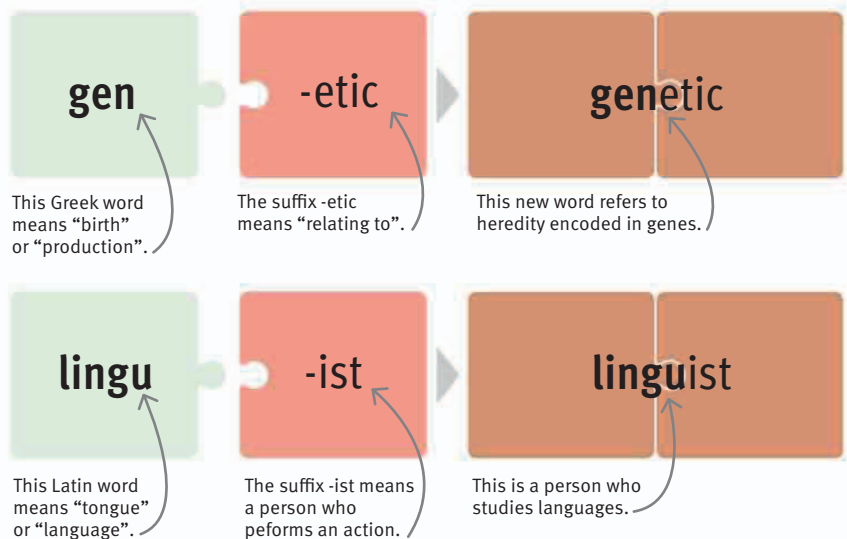 gen
-etic
genetic
This Greek word
means “birth”
or “production”.
The suffix -etic
means “relating to”.
This new word refers to
heredity encoded in genes.
lingu
-ist
linguist
This Latin word
means “tongue”
or “language”.
The suffix -ist means
a person who
peforms an action.
This is a person who
studies languages.